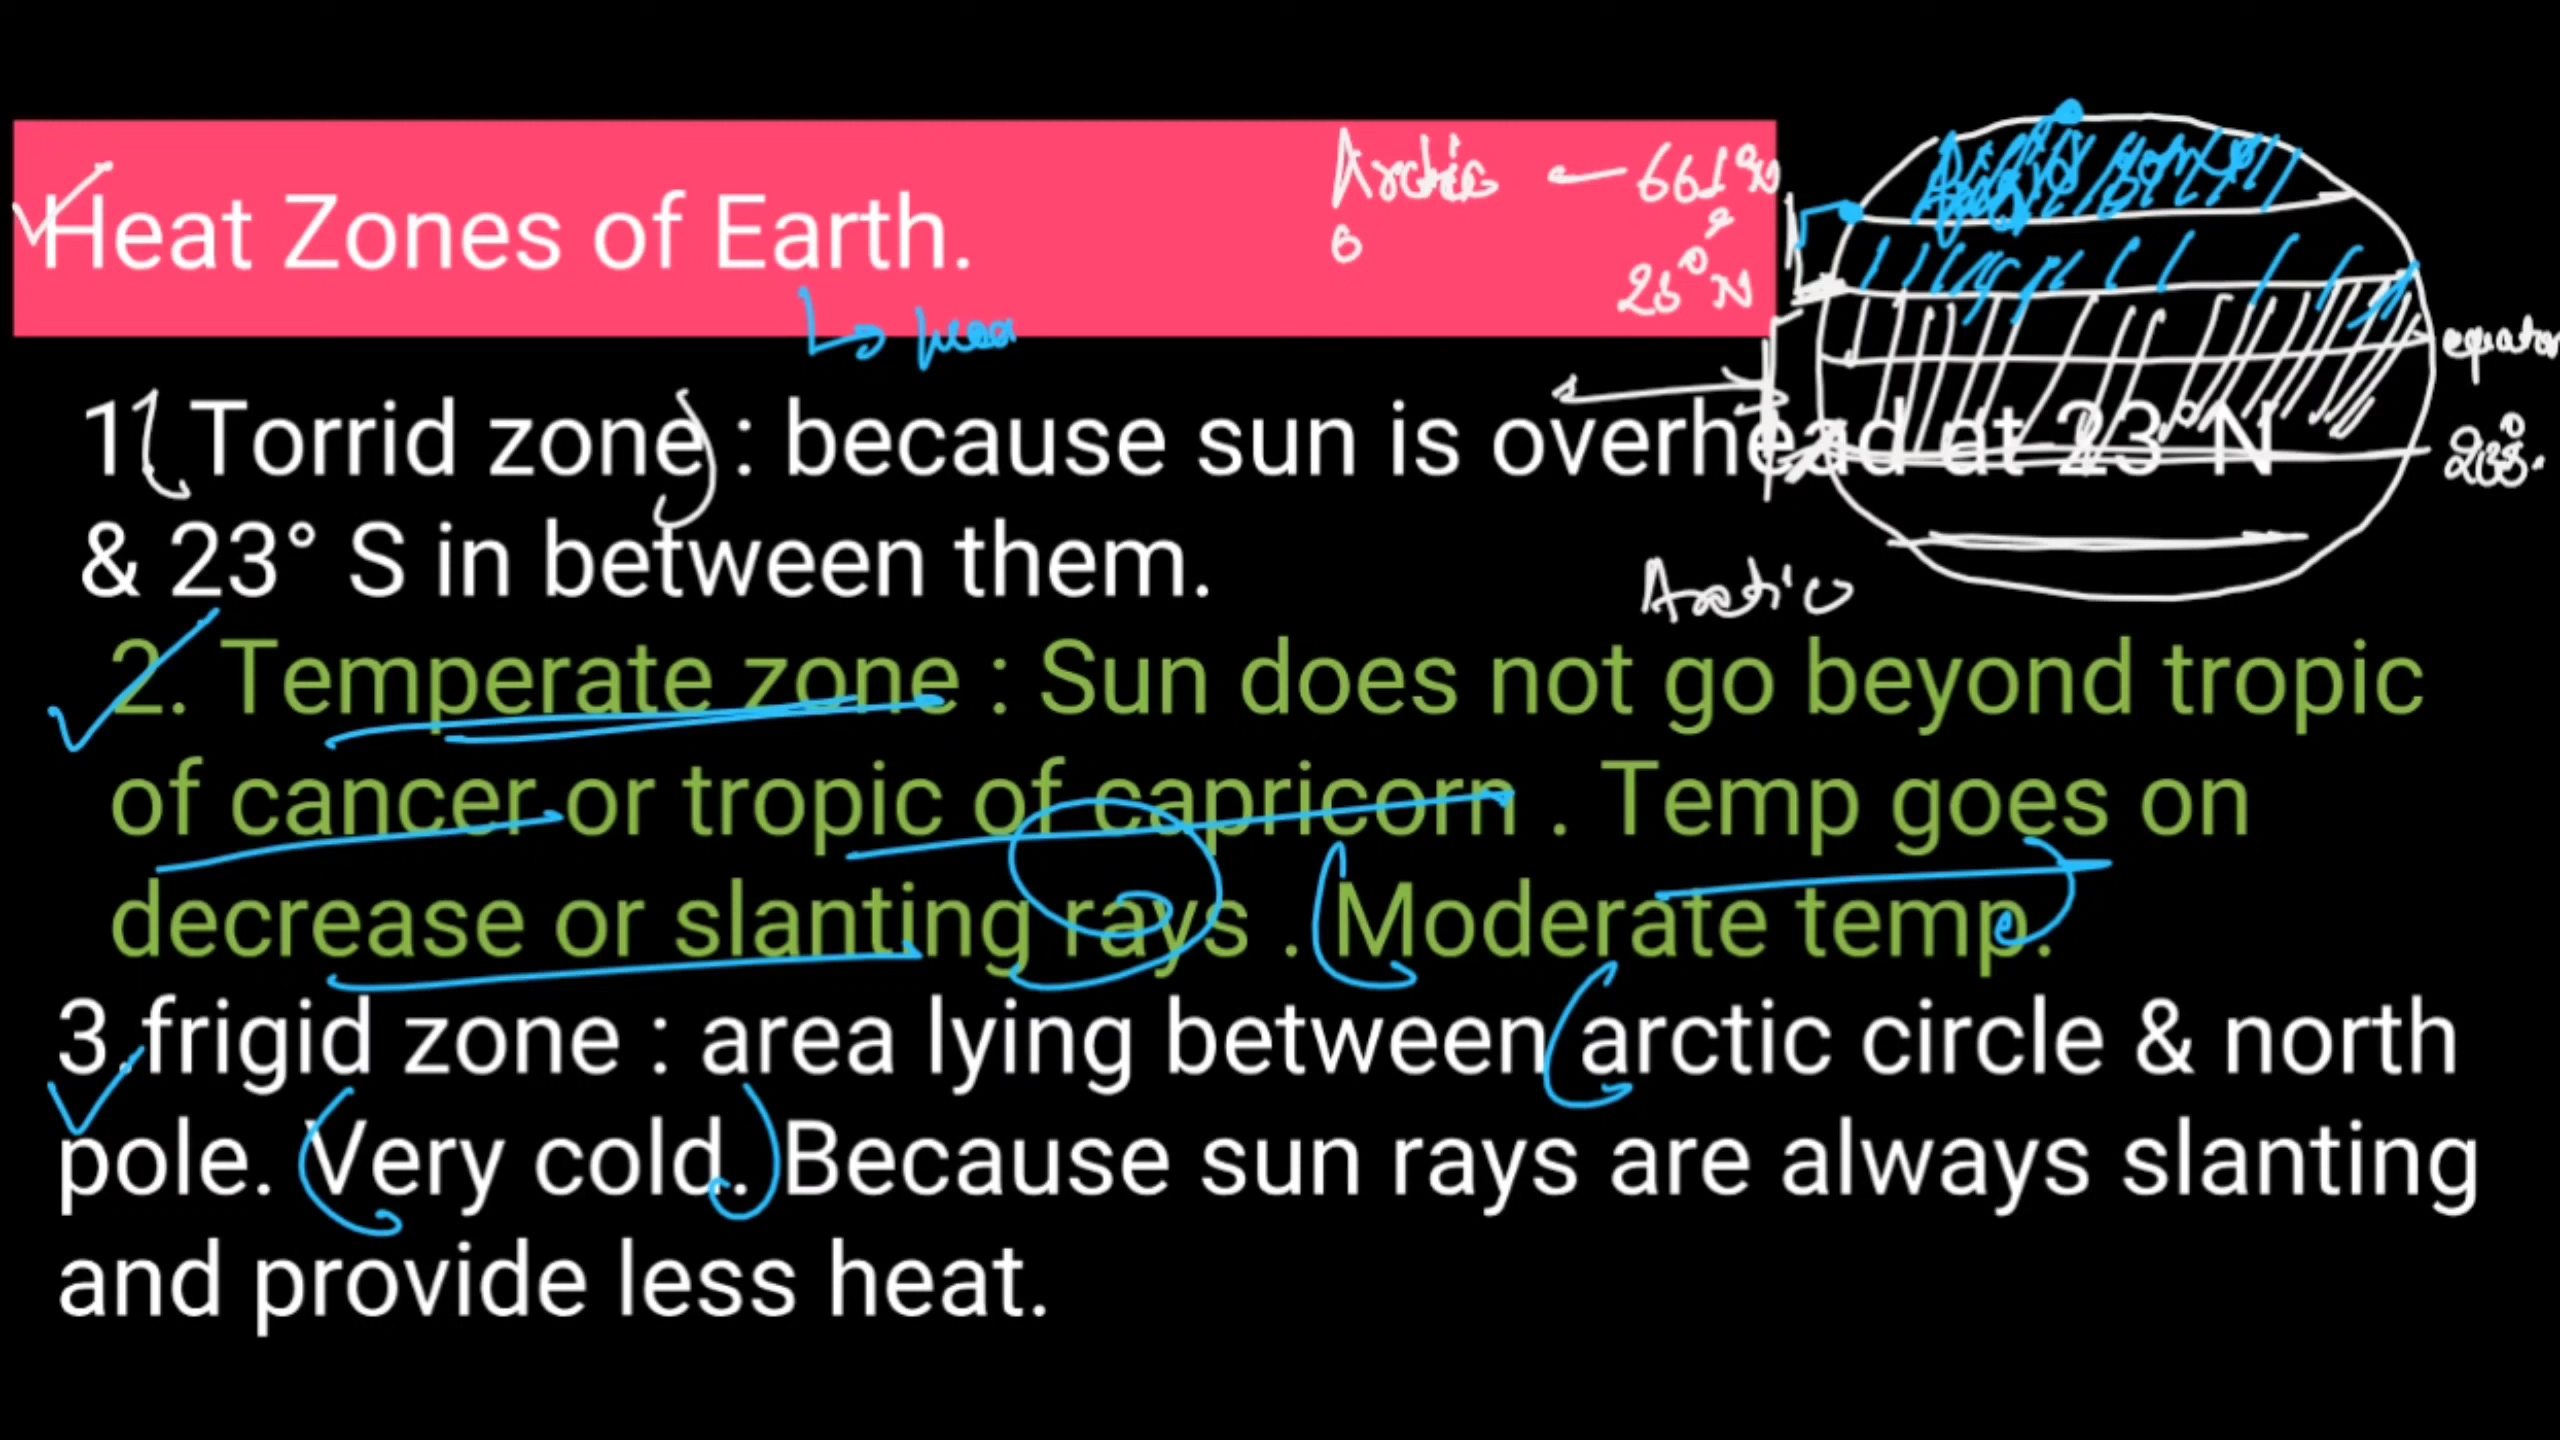 Heat Zones of Earth.
Arctic
66½°N
23°N
equator
1. Torrid zone : because sun is overhead at 23°N
& 23° S in between them.
23°S.
2. Temperate zone : Sun does not go beyond tropic
of cancer or tropic of capricorn . Temp goes on
decrease or slanting rays . Moderate temp.
3. frigid zone : area lying between arctic circle & north
pole. Very cold. Because sun rays are always slanting
and provide less heat.